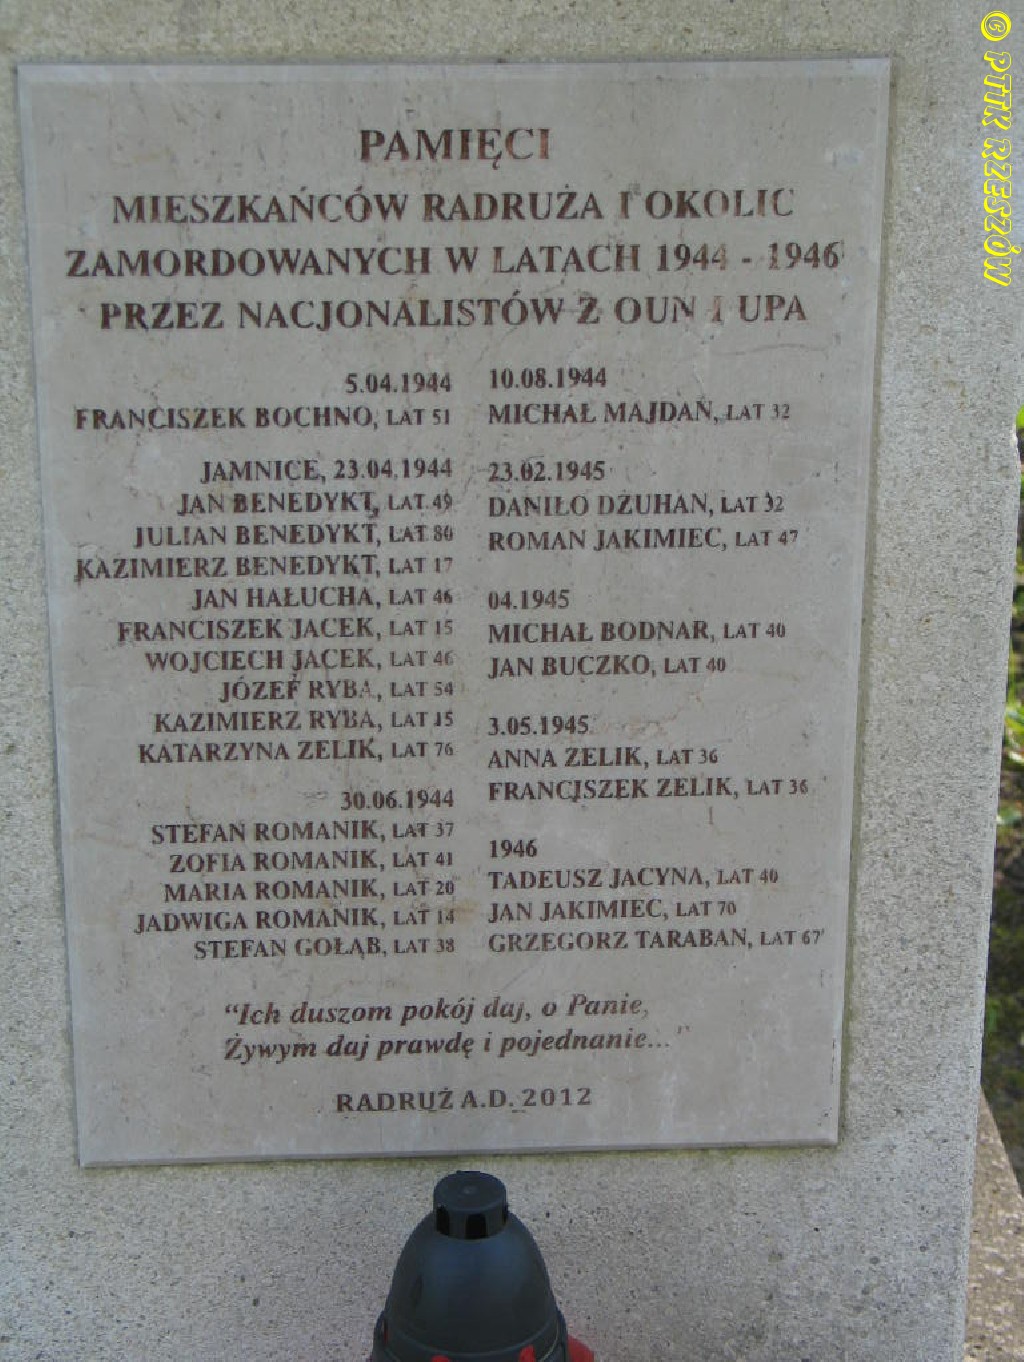 PAMIĘCI
MIESZKAŃCÓW RADRUŻA I OKOLIC
ZAMORDOWANYCH W LATACH 1944 - 1946
PRZEZ NACJONALISTÓW Z OUN I UPA
5.04.1944
FRANCISZEK BOCHNO, LAT 51
JAMNICE, 23.04.1944
JAN BENEDYKT, LAT 49
JULIAN BENEDYKT, LAT 80
KAZIMIERZ BENEDYKT, LAT 17
JAN HAŁUCHA, LAT 46
FRANCISZEK JACEK, LAT 15
WOJCIECH JACEK, LAT 46
JÓZEF RYBA, LAT 54
KAZIMIERZ RYBA, LAT 15
KATARZYNA ZELIK, LAT 76
30.06.1944
STEFAN ROMANIK, LAT 37
ZOFIA ROMANIK, LAT 41
MARIA ROMANIK, LAT 20
JADWIGA ROMANIK, LAT 14
STEFAN GOŁĄB, LAT 38
10.08.1944
MICHAŁ MAJDAN, LAT 32
23.02.1945
DANIŁO DŻUHAN, LAT 32
ROMAN JAKIMIEC, LAT 47
04.1945
MICHAŁ BODNAR, LAT 40
JAN BUCZKO, LAT 40
3.05.1945
ANNA ZELIK, LAT 36
FRANCISZEK ZELIK, LAT 36
1946
TADEUSZ JACYNA, LAT 40
JAN JAKIMIEC, LAT 70
GRZEGORZ TARABAN, LAT 67
“Ich duszom pokój daj, o Panie,
Żywym daj prawdę i pojednanie...”
RADRUŻ A.D. 2012
© PTTK RZESZÓW